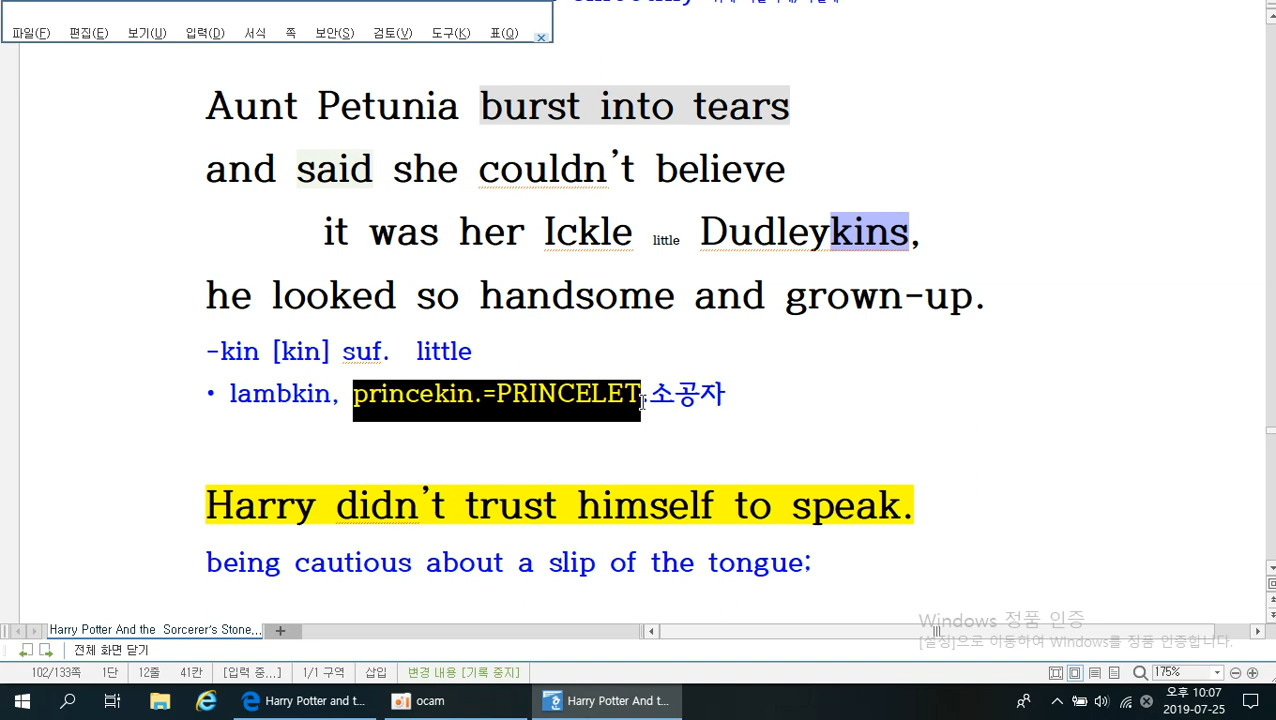 파일(F) 편집(E) 보기(U) 입력(D) 서식 쪽 보안(S) 검토(V) 도구(K) 표(Q)
Aunt Petunia burst into tears
and said she couldn't believe
it was her Ickle little Dudleykins,
he looked so handsome and grown-up.
-kin [kin] suf. little
• lambkin, princekin.=PRINCELET;소공자
Harry didn't trust himself to speak.
being cautious about a slip of the tongue;
Windows 정품 인증
[설정]으로 이동하여 Windows를 정품 인증합니다.
Harry Potter And the Sorcerer's Stone...
전체 화면 닫기
102/133쪽 1단 12줄 41칸 [입력 중...] 1/1 구역 삽입 변경 내용 [기록 중지] 175%
Harry Potter and t... ocam Harry Potter And t... 오후 10:07
2019-07-25